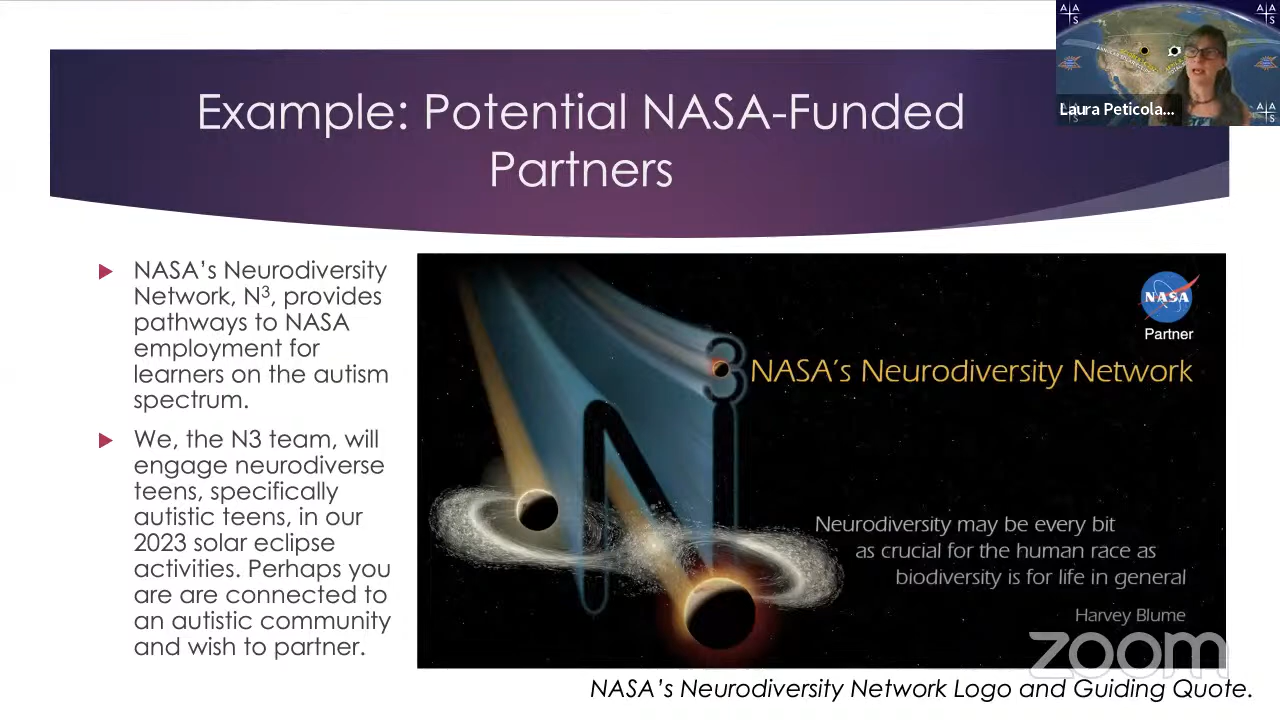 Example: Potential NASA-Funded
Partners
A A
S
A A
S
Laura Peticola...
A A
S
NASA's Neurodiversity
Network, N³, provides
pathways to NASA
employment for
learners on the autism
spectrum.
We, the N3 team, will
engage neurodiverse
teens, specifically
autistic teens, in our
2023 solar eclipse
activities. Perhaps you
are are connected to
an autistic community
and wish to partner.
NASA
Partner
N3
NASA's Neurodiversity Network
Neurodiversity may be every bit
as crucial for the human race as
biodiversity is for life in general
Harvey Blume
zoom
NASA's Neurodiversity Network Logo and Guiding Quote.